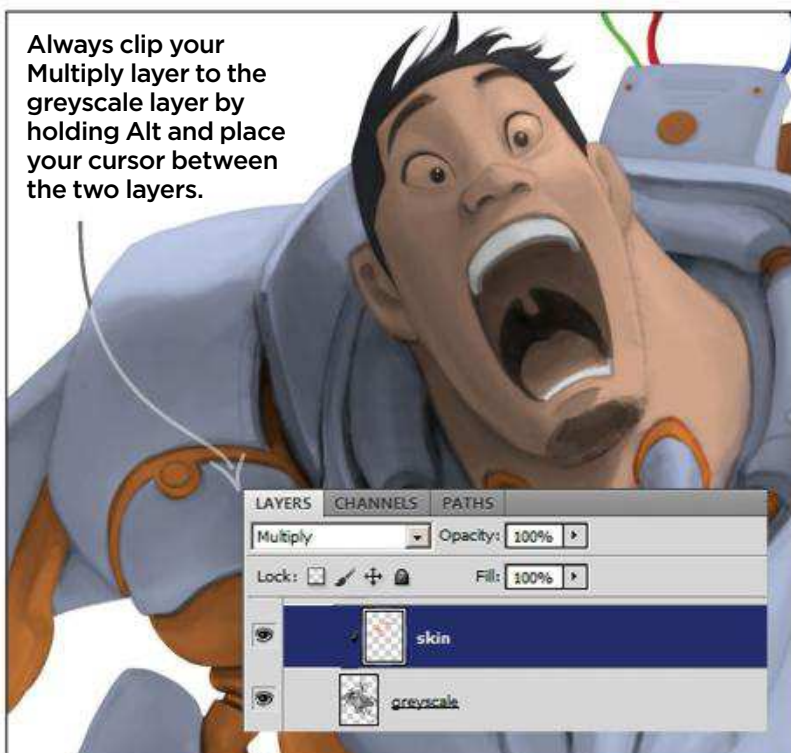 Always clip your
Multiply layer to the
greyscale layer by
holding Alt and place
your cursor between
the two layers.
LAYERS CHANNELS PATHS
Multiply Opacity: 100%
Lock: Fill: 100%
skin
greyscale